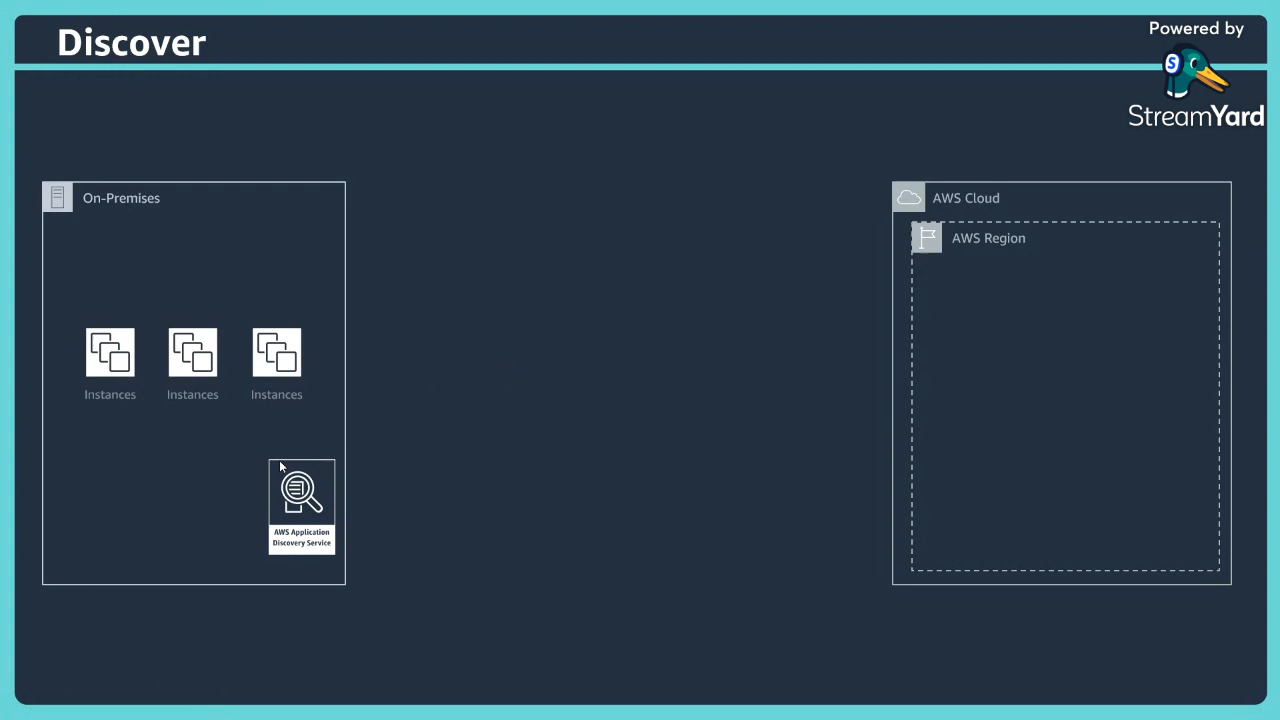 Discover
Powered by
S
StreamYard
On-Premises
AWS Cloud
AWS Region
Instances
Instances
Instances
AWS Application
Discovery Service